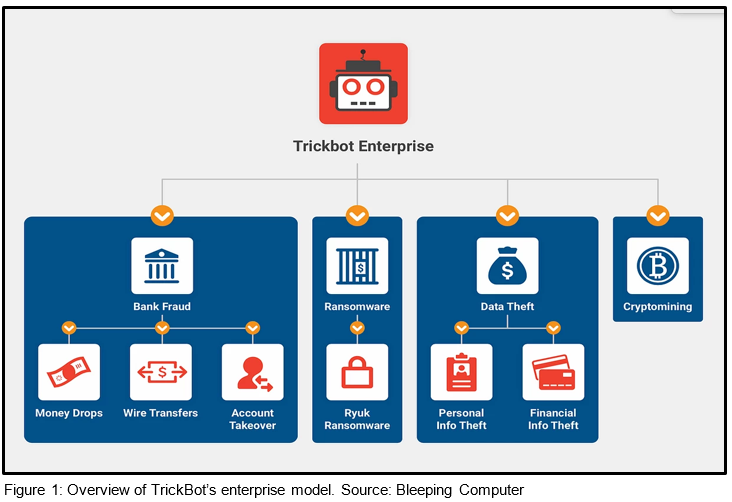 Trickbot Enterprise
Bank Fraud
Ransomware
Data Theft
Cryptomining
Money Drops
Wire Transfers
Account
Takeover
Ryuk
Ransomware
Personal
Info Theft
Financial
Info Theft
Figure 1: Overview of TrickBot's enterprise model. Source: Bleeping Computer